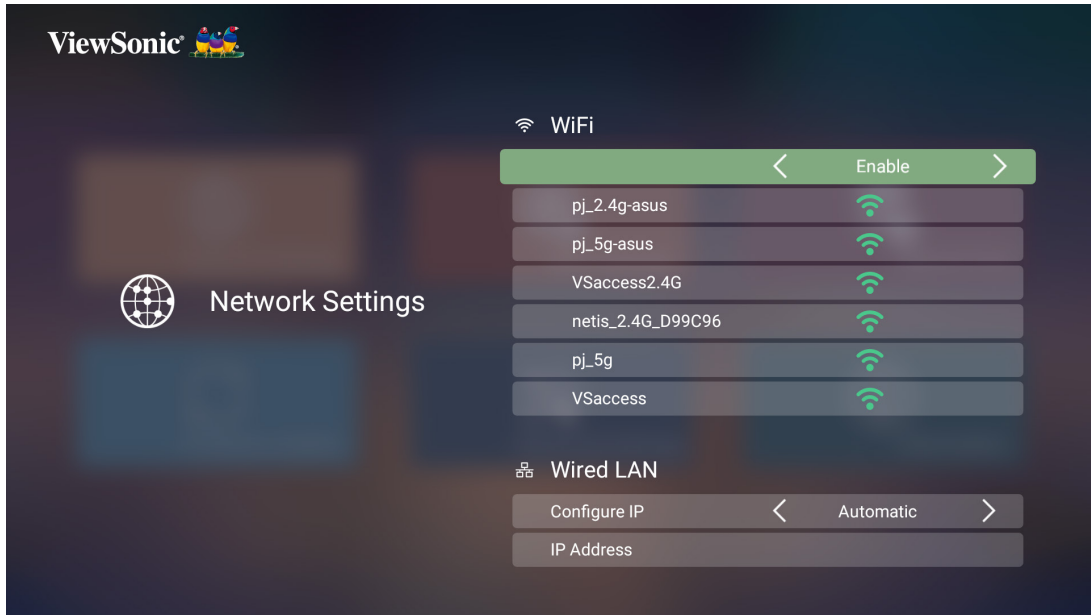 ViewSonic®
WiFi
Enable
pj_2.4g-asus
pj_5g-asus
VSaccess2.4G
netis_2.4G_D99C96
Network Settings
pj_5g
VSaccess
Wired LAN
Configure IP Automatic
IP Address